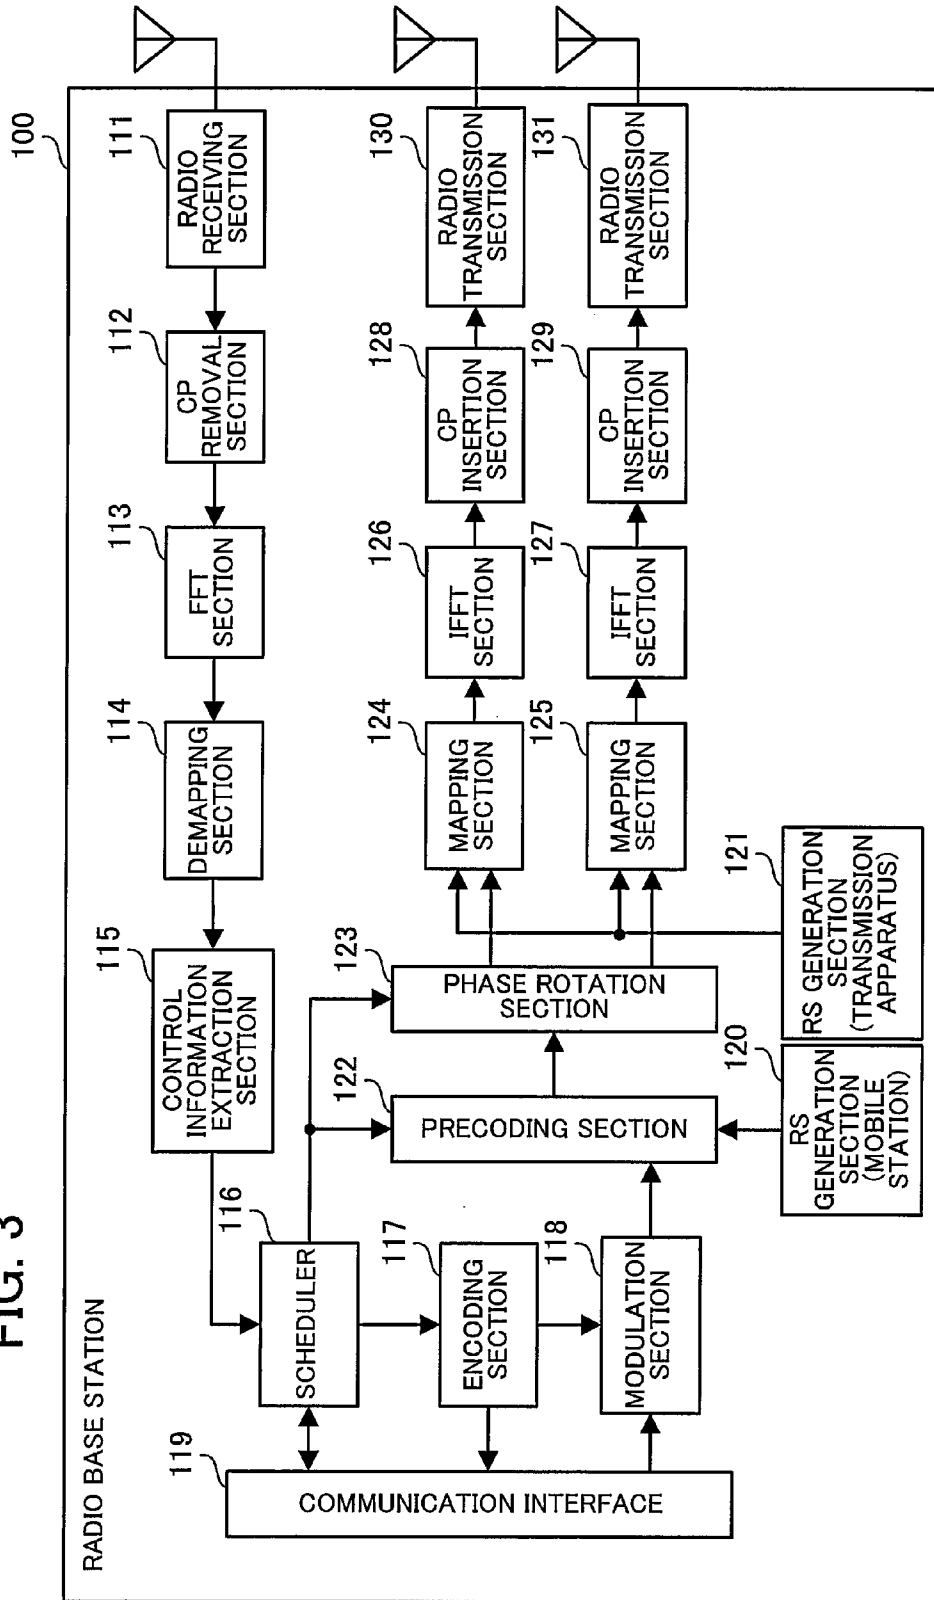 FIG. 3
RADIO BASE STATION
100
111
RADIO
RECEIVING
SECTION
112
CP
REMOVAL
SECTION
113
FFT
SECTION
114
DEMAPPING
SECTION
115
CONTROL
INFORMATION
EXTRACTION
SECTION
116
SCHEDULER
117
ENCODING
SECTION
118
MODULATION
SECTION
119
COMMUNICATION INTERFACE
120
RS
GENERATION
SECTION
(MOBILE
STATION)
121
RS GENERATION
SECTION
(TRANSMISSION
APPARATUS)
122
PRECODING SECTION
123
PHASE ROTATION
SECTION
124
MAPPING
SECTION
125
MAPPING
SECTION
126
IFFT
SECTION
127
IFFT
SECTION
128
CP
INSERTION
SECTION
129
CP
INSERTION
SECTION
130
RADIO
TRANSMISSION
SECTION
131
RADIO
TRANSMISSION
SECTION